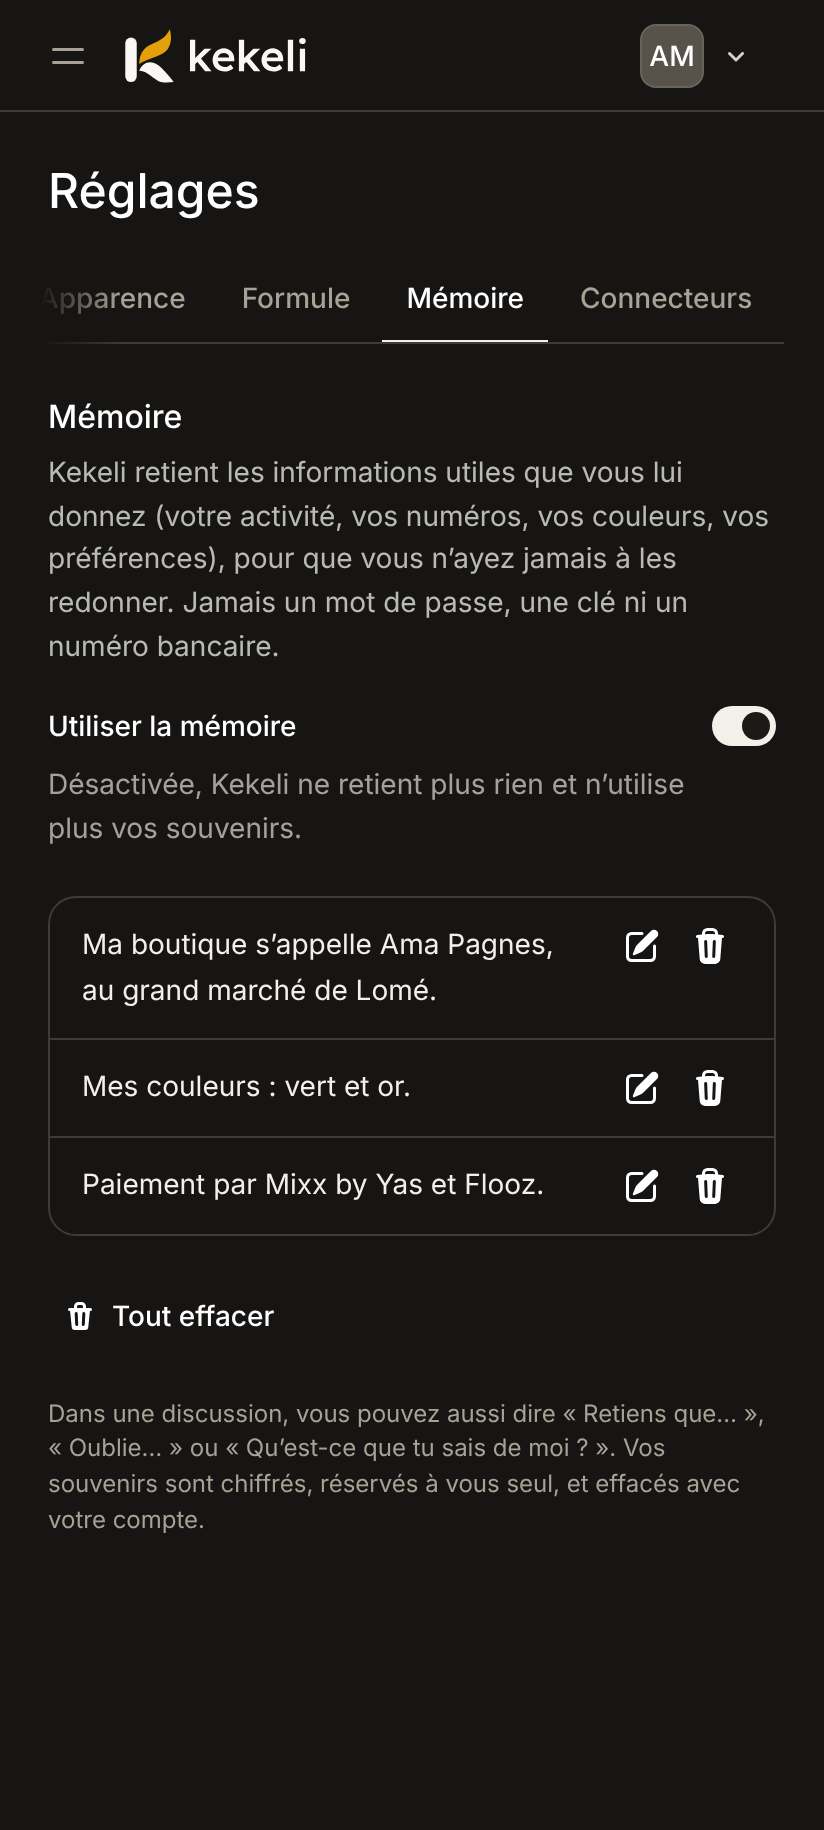 kekeli
AM
Réglages
Apparence Formule Mémoire Connecteurs
Mémoire
Kekeli retient les informations utiles que vous lui
donnez (votre activité, vos numéros, vos couleurs, vos
préférences), pour que vous n’ayez jamais à les
redonner. Jamais un mot de passe, une clé ni un
numéro bancaire.
Utiliser la mémoire
Désactivée, Kekeli ne retient plus rien et n’utilise
plus vos souvenirs.
Ma boutique s’appelle Ama Pagnes,
au grand marché de Lomé.
Mes couleurs : vert et or.
Paiement par Mixx by Yas et Flooz.
Tout effacer
Dans une discussion, vous pouvez aussi dire « Retiens que... »,
« Oublie... » ou « Qu’est-ce que tu sais de moi ? ». Vos
souvenirs sont chiffrés, réservés à vous seul, et effacés avec
votre compte.